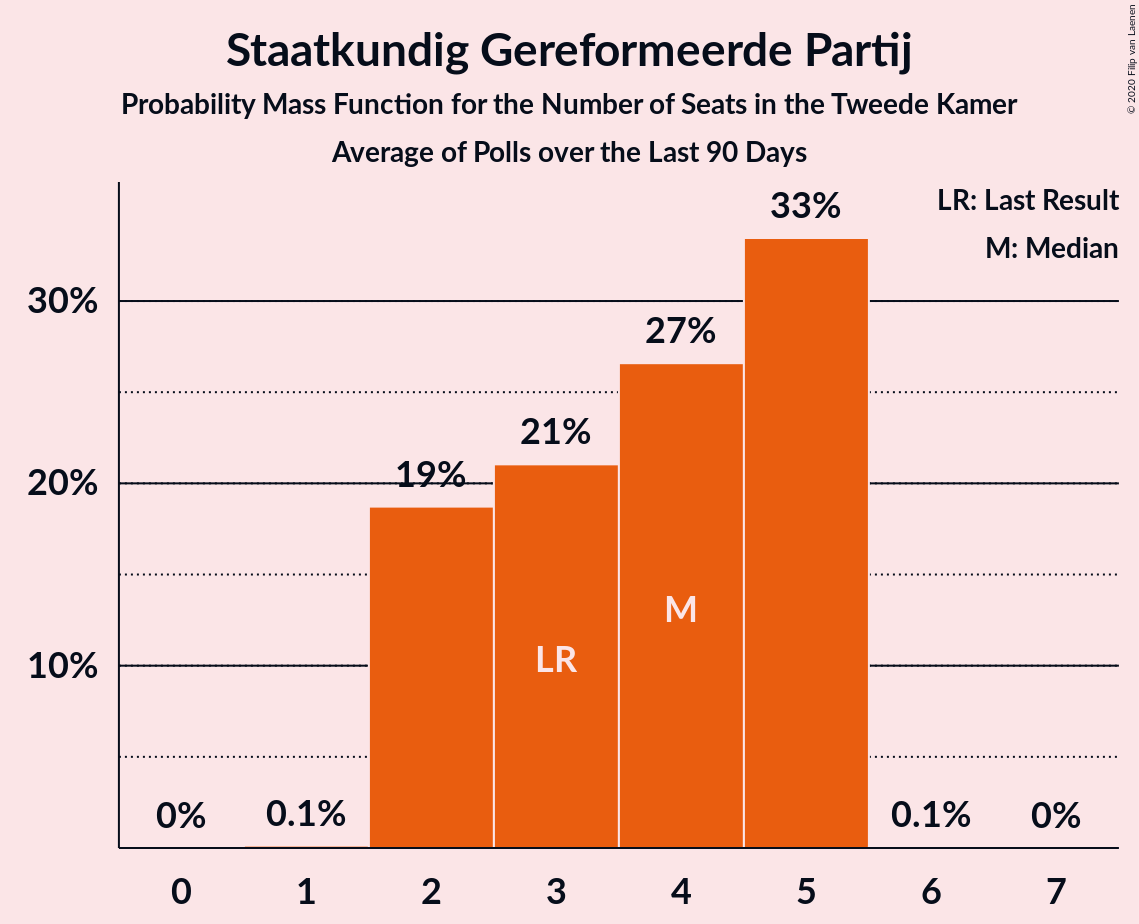 Staatkundig Gereformeerde Partij
Probability Mass Function for the Number of Seats in the Tweede Kamer
Average of Polls over the Last 90 Days
© 2020 Filip van Laenen
LR: Last Result
M: Median
33%
30%
27%
21%
19%
20%
M
LR
10%
0%
0.1%
0.1%
0%
0 1 2 3 4 5 6 7